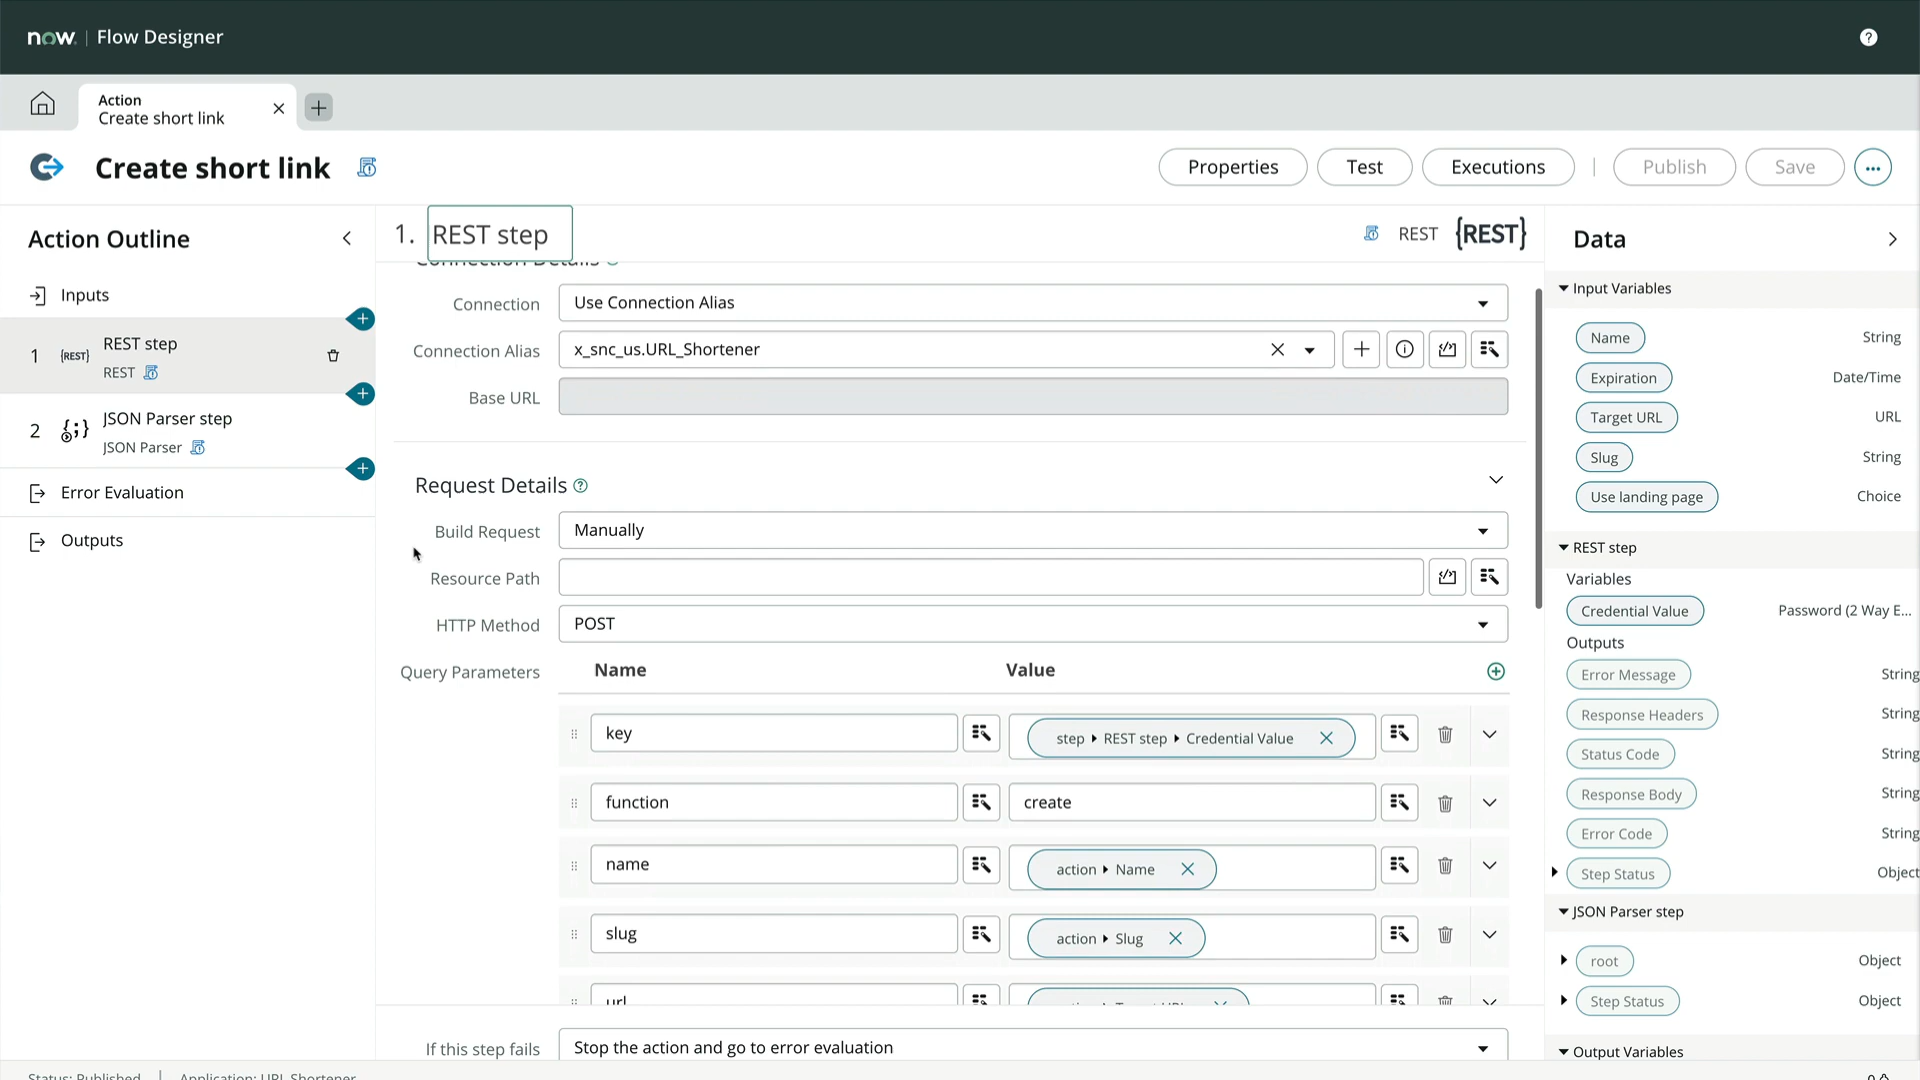 now. | Flow Designer
?
Action
Create short link
Create short link
Properties
Test
Executions
Publish
Save
...
Action Outline
Inputs
1
{REST}
REST step
REST
2
JSON Parser step
JSON Parser
Error Evaluation
Outputs
1. REST step
REST {REST}
Connection Details
Connection
Use Connection Alias
Connection Alias
x_snc_us.URL_Shortener
Base URL
Request Details
Build Request
Manually
Resource Path
HTTP Method
POST
Query Parameters
Name
Value
key
step ▸ REST step ▸ Credential Value
function
create
name
action ▸ Name
slug
action ▸ Slug
url
If this step fails
Stop the action and go to error evaluation
Data
Input Variables
Name
String
Expiration
Date/Time
Target URL
URL
Slug
String
Use landing page
Choice
REST step
Variables
Credential Value
Password (2 Way E...
Outputs
Error Message
String
Response Headers
String
Status Code
String
Response Body
String
Error Code
String
Step Status
Object
JSON Parser step
root
Object
Step Status
Object
Output Variables
Status: Published | Application: URL Shortener